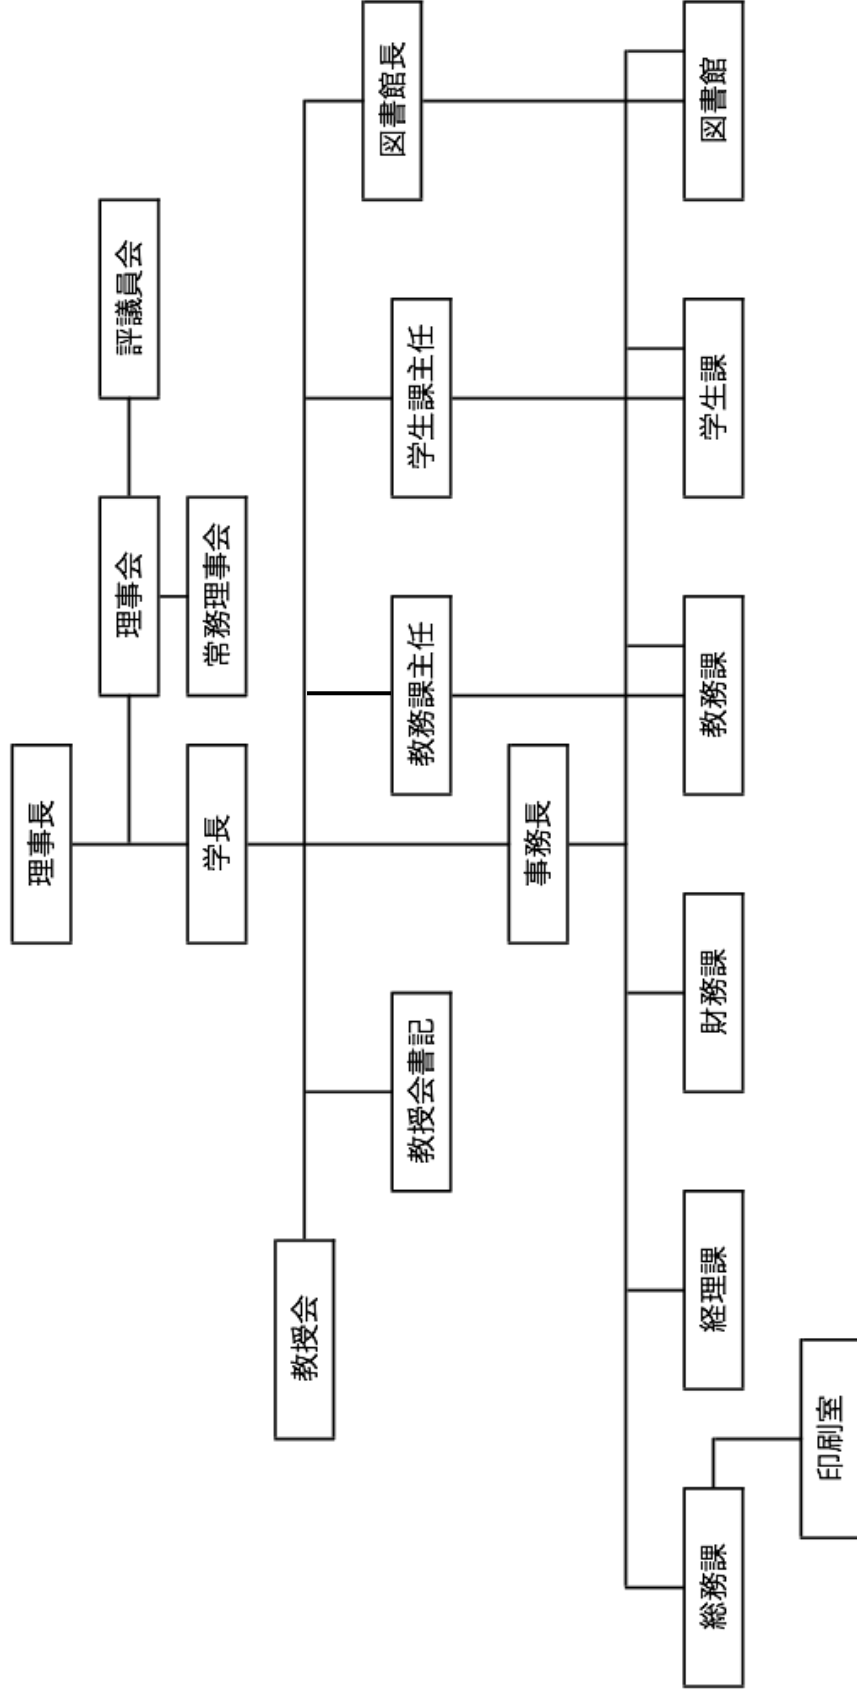 理事長
理事会
評議員会
常務理事会
学長
教授会
教授会書記
教務課主任
学生課主任
図書館長
事務長
総務課
経理課
財務課
教務課
学生課
図書館
印刷室